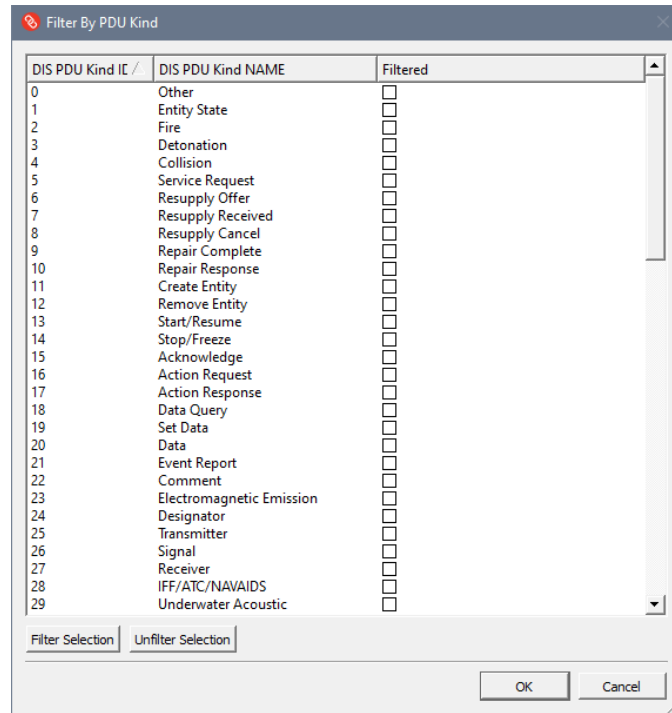 Filter By PDU Kind
DIS PDU Kind IC DIS PDU Kind NAME Filtered
0 Other
1 Entity State
2 Fire
3 Detonation
4 Collision
5 Service Request
6 Resupply Offer
7 Resupply Received
8 Resupply Cancel
9 Repair Complete
10 Repair Response
11 Create Entity
12 Remove Entity
13 Start/Resume
14 Stop/Freeze
15 Acknowledge
16 Action Request
17 Action Response
18 Data Query
19 Set Data
20 Data
21 Event Report
22 Comment
23 Electromagnetic Emission
24 Designator
25 Transmitter
26 Signal
27 Receiver
28 IFF/ATC/NAVAIDS
29 Underwater Acoustic
Filter Selection Unfilter Selection
OK Cancel